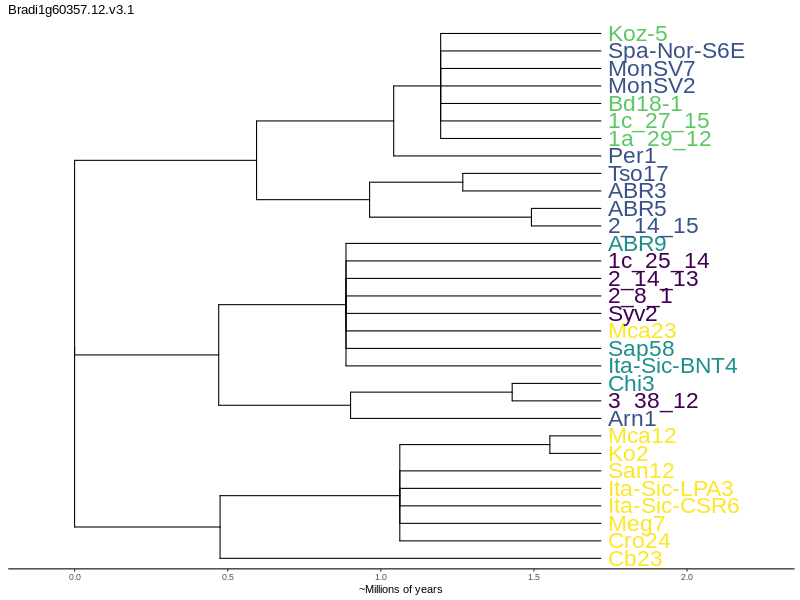 Bradi1g60357.12.v3.1
Koz-5
Spa-Nor-S6E
MonSV7
MonSV2
Bd18-1
1c_27_15
1a_29_12
Per1
Tso17
ABR3
ABR5
2_14_15
ABR9
1c_25_14
2_14_13
2_8_1
Syv2
Mca23
Sap58
Ita-Sic-BNT4
Chi3
3_38_12
Arn1
Mca12
Ko2
San12
Ita-Sic-LPA3
Ita-Sic-CSR6
Meg7
Cro24
Cb23
0.0 0.5 1.0 1.5 2.0
~Millions of years